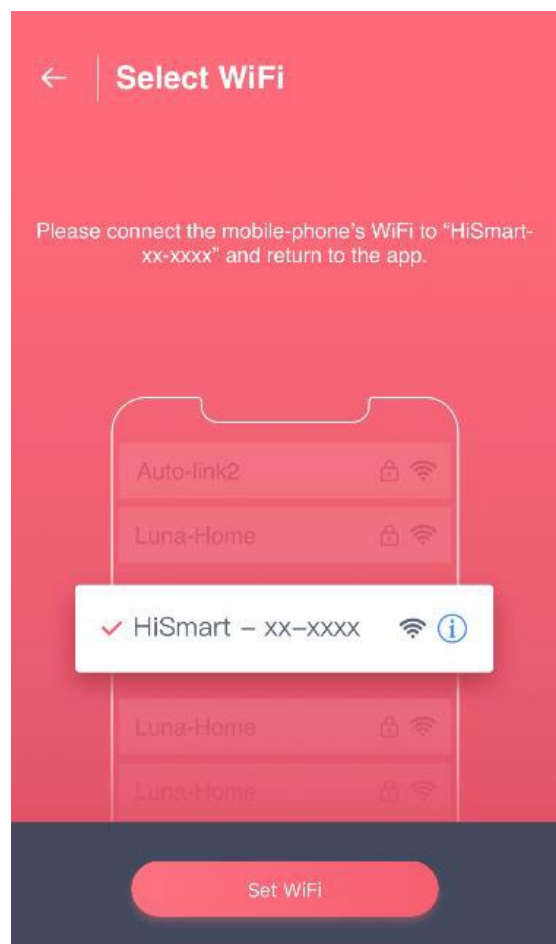 Select WiFi
Please connect the mobile-phone's WiFi to “HiSmart-
xx-xxxx” and return to the app.
Auto-link2
Luna-Home
HiSmart – xx–xxxx
Luna-Home
Luna-Home
Set WiFi